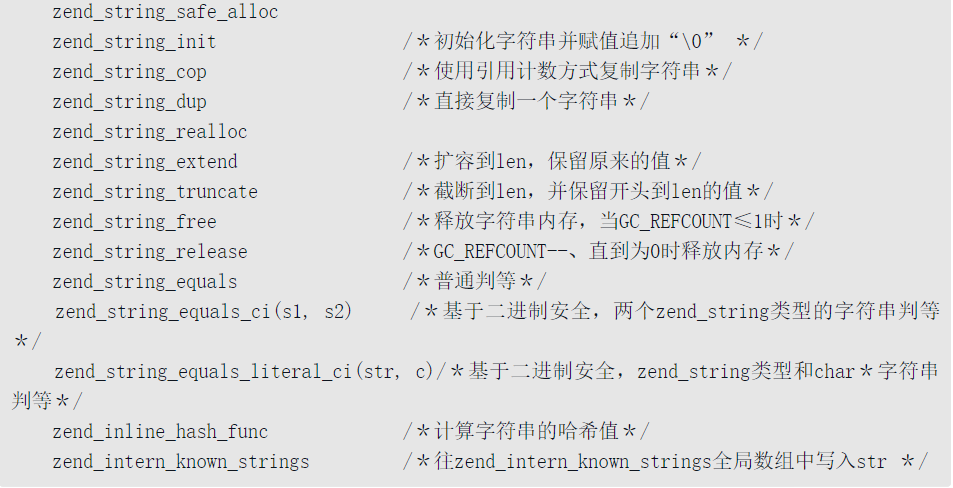 zend_string_safe_alloc
zend_string_init /*初始化字符串并赋值追加“\0” */
zend_string_cop /*使用引用计数方式复制字符串*/
zend_string_dup /*直接复制一个字符串*/
zend_string_realloc
zend_string_extend /*扩容到len，保留原来的值*/
zend_string_truncate /*截断到len，并保留开头到len的值*/
zend_string_free /*释放字符串内存，当GC_REFCOUNT≤1时*/
zend_string_release /*GC_REFCOUNT--、直到为0时释放内存*/
zend_string_equals /*普通判等*/
zend_string_equals_ci(s1, s2) /*基于二进制安全，两个zend_string类型的字符串判等
*/
zend_string_equals_literal_ci(str, c)/*基于二进制安全，zend_string类型和char*字符串
判等*/
zend_inline_hash_func /*计算字符串的哈希值*/
zend_intern_known_strings /*往zend_intern_known_strings全局数组中写入str */